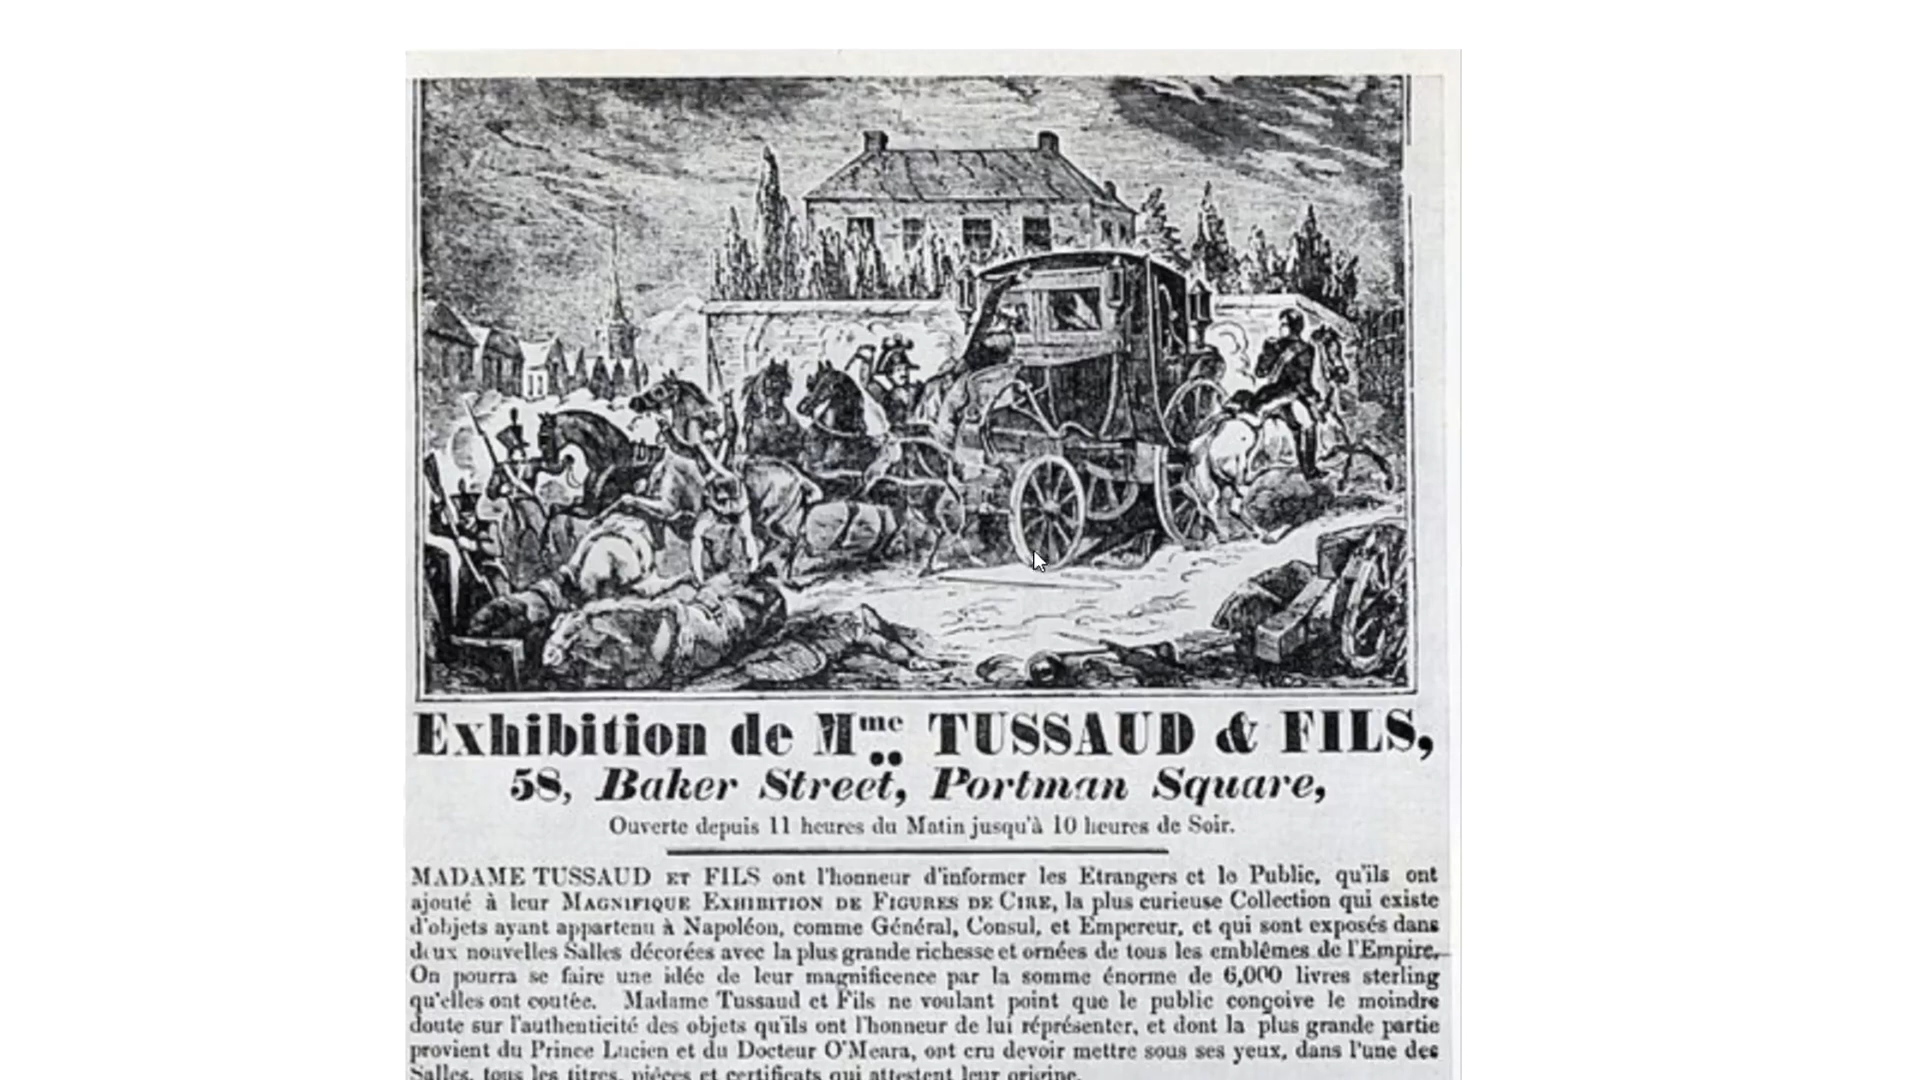 Exhibition de Mme TUSSAUD & FILS,
58, Baker Street, Portman Square,
Ouverte depuis 11 heures du Matin jusqu'à 10 heures de Soir.
MADAME TUSSAUD ET FILS ont l'honneur d'informer les Etrangers et le Public, qu'ils ont
ajouté à leur MAGNIFIQUE EXHIBITION DE FIGURES DE CIRE, la plus curieuse Collection qui existe
d'objets ayant appartenu à Napoléon, comme Général, Consul, et Empereur, et qui sont exposés dans
deux nouvelles Salles décorées avec la plus grande richesse et ornées de tous les emblêmes de l'Empire.
On pourra se faire une idée de leur magnificence par la somme énorme de 6,000 livres sterling
qu'elles ont coutée. Madame Tussaud et Fils ne voulant point que le public conçoive le moindre
doute sur l'authenticité des objets qu'ils ont l'honneur de lui réprésenter, et dont la plus grande partie
provient du Prince Lucien et du Docteur O'Meara, ont cru devoir mettre sous ses yeux, dans l'une des
Salles, tous les titres, pièces et certificats qui attestent leur origine.